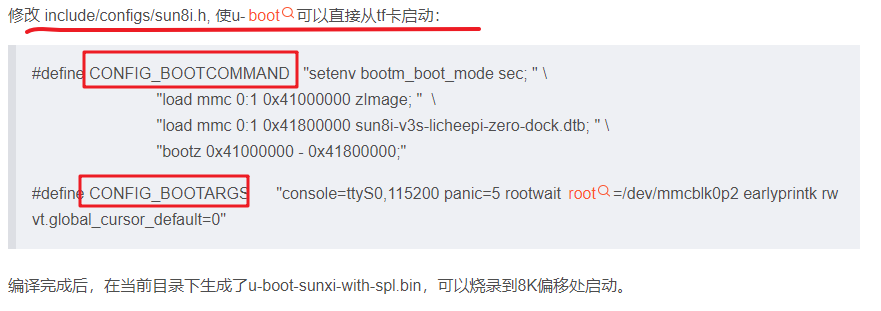 修改 include/configs/sun8i.h, 使u- boot可以直接从tf卡启动：
#define CONFIG_BOOTCOMMAND "setenv bootm_boot_mode sec; " \
"load mmc 0:1 0x41000000 zImage; " \
"load mmc 0:1 0x41800000 sun8i-v3s-licheepi-zero-dock.dtb; " \
"bootz 0x41000000 - 0x41800000;"
#define CONFIG_BOOTARGS "console=ttyS0,115200 panic=5 rootwait root=/dev/mmcblk0p2 earlyprintk rw
vt.global_cursor_default=0"
编译完成后，在当前目录下生成了u-boot-sunxi-with-spl.bin，可以烧录到8K偏移处启动。